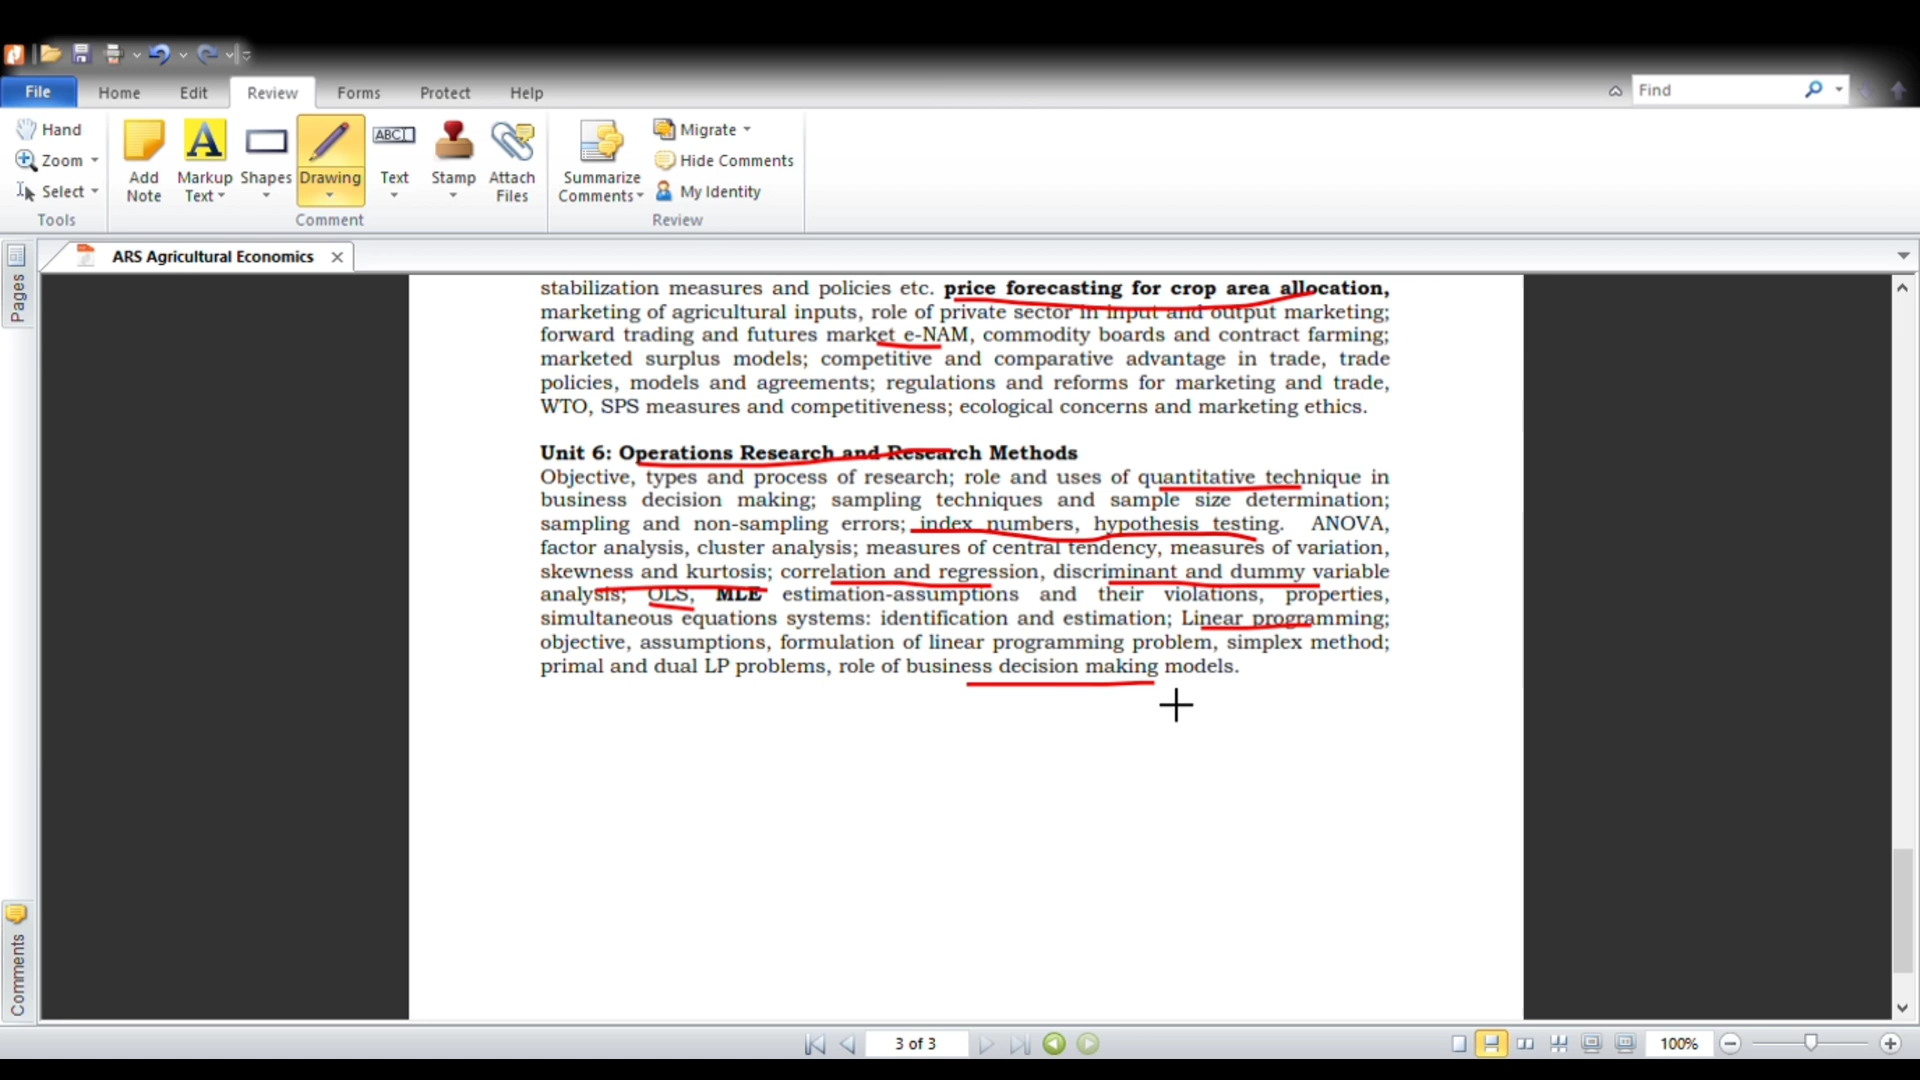 File Home Edit Review Forms Protect Help Find
Hand
Zoom
Select
Tools
Add Note
Markup Text
Shapes
Drawing
Text
Stamp
Attach Files
Comment
Summarize Comments
Migrate
Hide Comments
My Identity
Review
ABC
A
ARS Agricultural Economics
Pages
stabilization measures and policies etc. price forecasting for crop area allocation,
marketing of agricultural inputs, role of private sector in input and output marketing;
forward trading and futures market e-NAM, commodity boards and contract farming;
marketed surplus models; competitive and comparative advantage in trade, trade
policies, models and agreements; regulations and reforms for marketing and trade,
WTO, SPS measures and competitiveness; ecological concerns and marketing ethics.
Unit 6: Operations Research and Research Methods
Objective, types and process of research; role and uses of quantitative technique in
business decision making; sampling techniques and sample size determination;
sampling and non-sampling errors; index numbers, hypothesis testing. ANOVA,
factor analysis, cluster analysis; measures of central tendency, measures of variation,
skewness and kurtosis; correlation and regression, discriminant and dummy variable
analysis; OLS, MLE estimation-assumptions and their violations, properties,
simultaneous equations systems: identification and estimation; Linear programming;
objective, assumptions, formulation of linear programming problem, simplex method;
primal and dual LP problems, role of business decision making models.
Comments
3 of 3
100%